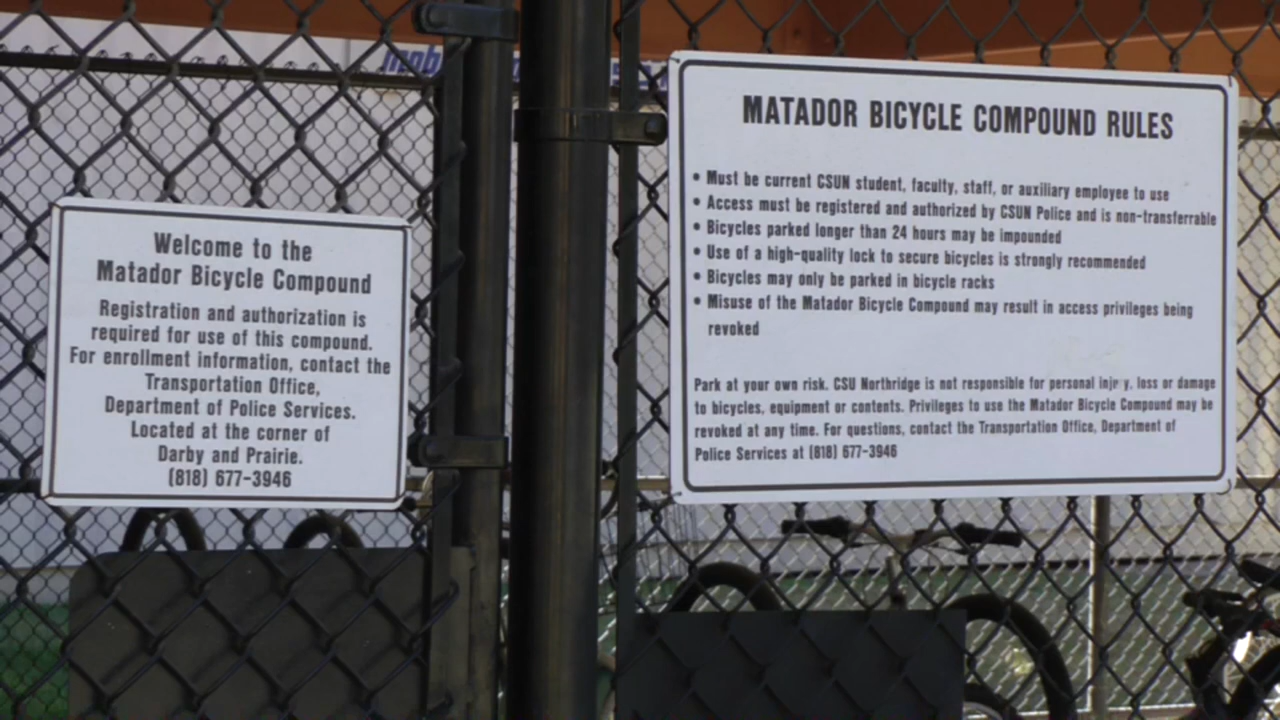 mob
Welcome to the
Matador Bicycle Compound
Registration and authorization is
required for use of this compound.
For enrollment information, contact the
Transportation Office,
Department of Police Services.
Located at the corner of
Darby and Prairie.
(818) 677-3946
MATADOR BICYCLE COMPOUND RULES
• Must be current CSUN student, faculty, staff, or auxiliary employee to use
• Access must be registered and authorized by CSUN Police and is non-transferrable
• Bicycles parked longer than 24 hours may be impounded
• Use of a high-quality lock to secure bicycles is strongly recommended
• Bicycles may only be parked in bicycle racks
• Misuse of the Matador Bicycle Compound may result in access privileges being
revoked
Park at your own risk. CSU Northridge is not responsible for personal injr y, loss or damage
to bicycles, equipment or contents. Privileges to use the Matador Bicycle Compound may be
revoked at any time. For questions, contact the Transportation Office, Department of
Police Services at (818) 677-3946